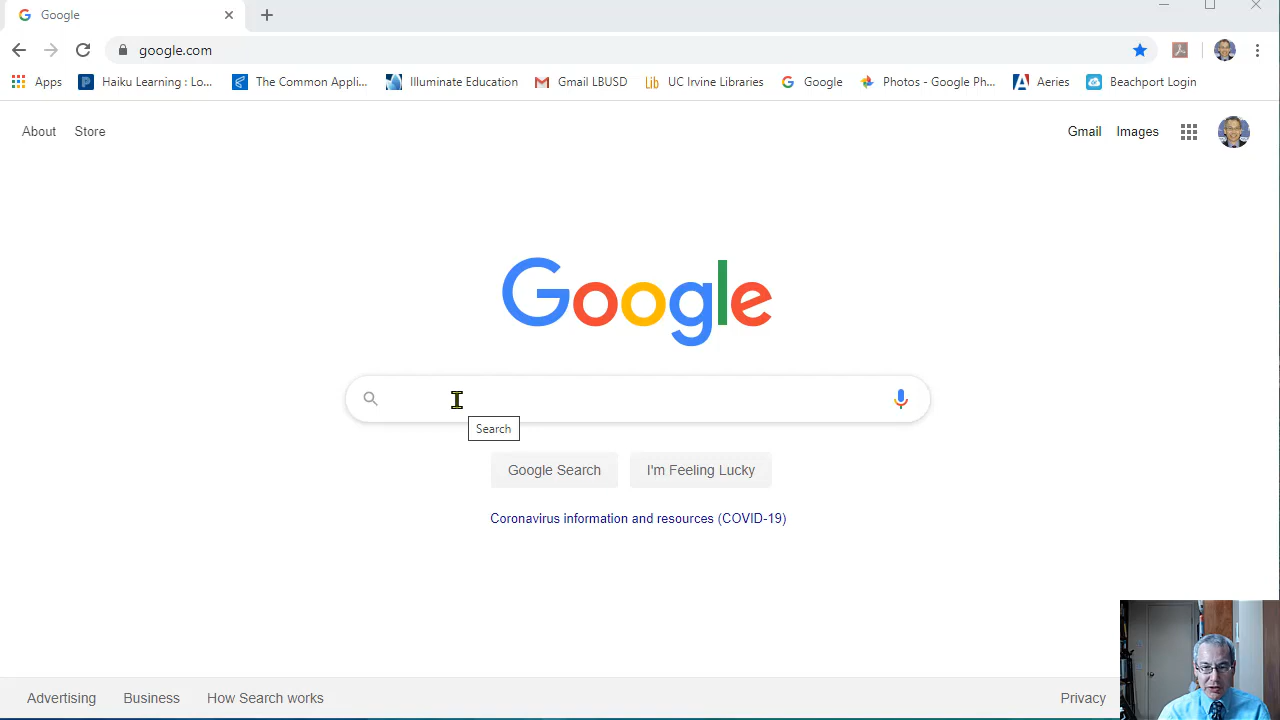 Google
google.com
Apps Haiku Learning : Lo... The Common Appli... Illuminate Education Gmail LBUSD Lib UC Irvine Libraries Google Photos - Google Ph... Aeries Beachport Login
About Store Gmail Images
Google
Search
Google Search I'm Feeling Lucky
Coronavirus information and resources (COVID-19)
Advertising Business How Search works Privacy